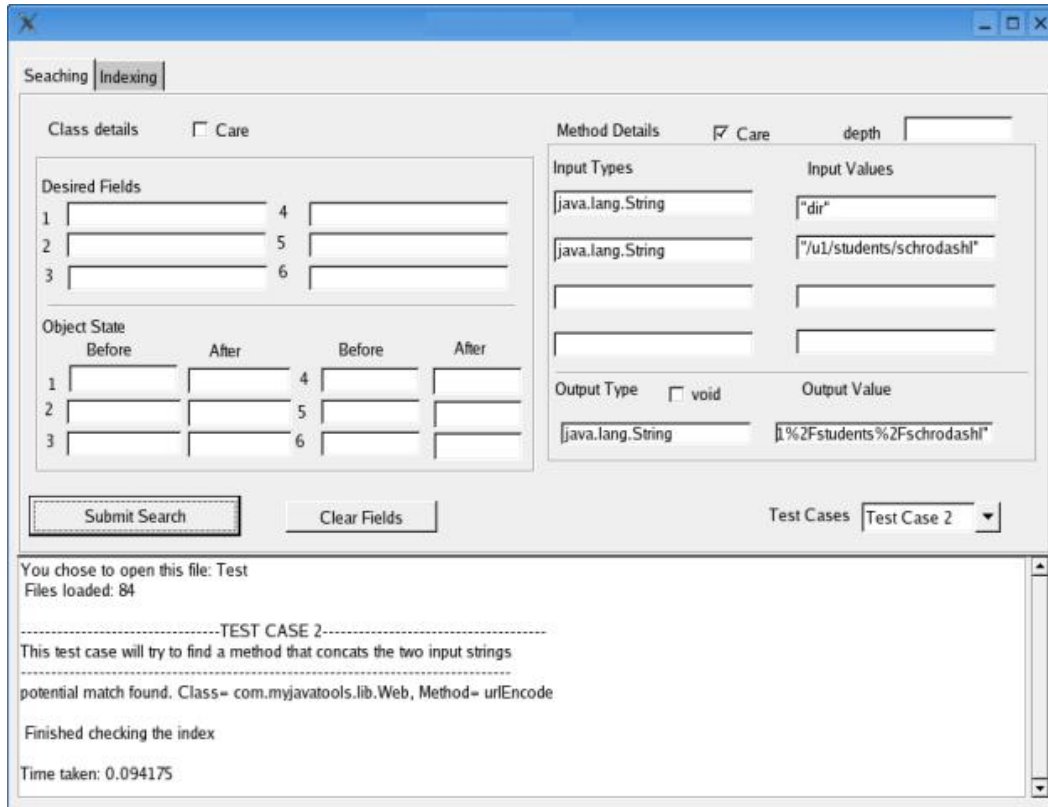 Seaching Indexing
Class details Care
Desired Fields
1 4
2 5
3 6
Object State
Before After Before After
1 4
2 5
3 6
Method Details Care depth
Input Types Input Values
java.lang.String "dir"
java.lang.String "/u1/students/schrodashl"
Output Type void Output Value
java.lang.String 1%2Fstudents%2Fschrodashl"
Submit Search Clear Fields Test Cases Test Case 2
You chose to open this file: Test
Files loaded: 84
---------------------------------TEST CASE 2-------------------------------------
This test case will try to find a method that concats the two input strings
---------------------------------------------------------------------------------
potential match found. Class= com.myjavatools.lib.Web, Method= urlEncode
Finished checking the index
Time taken: 0.094175